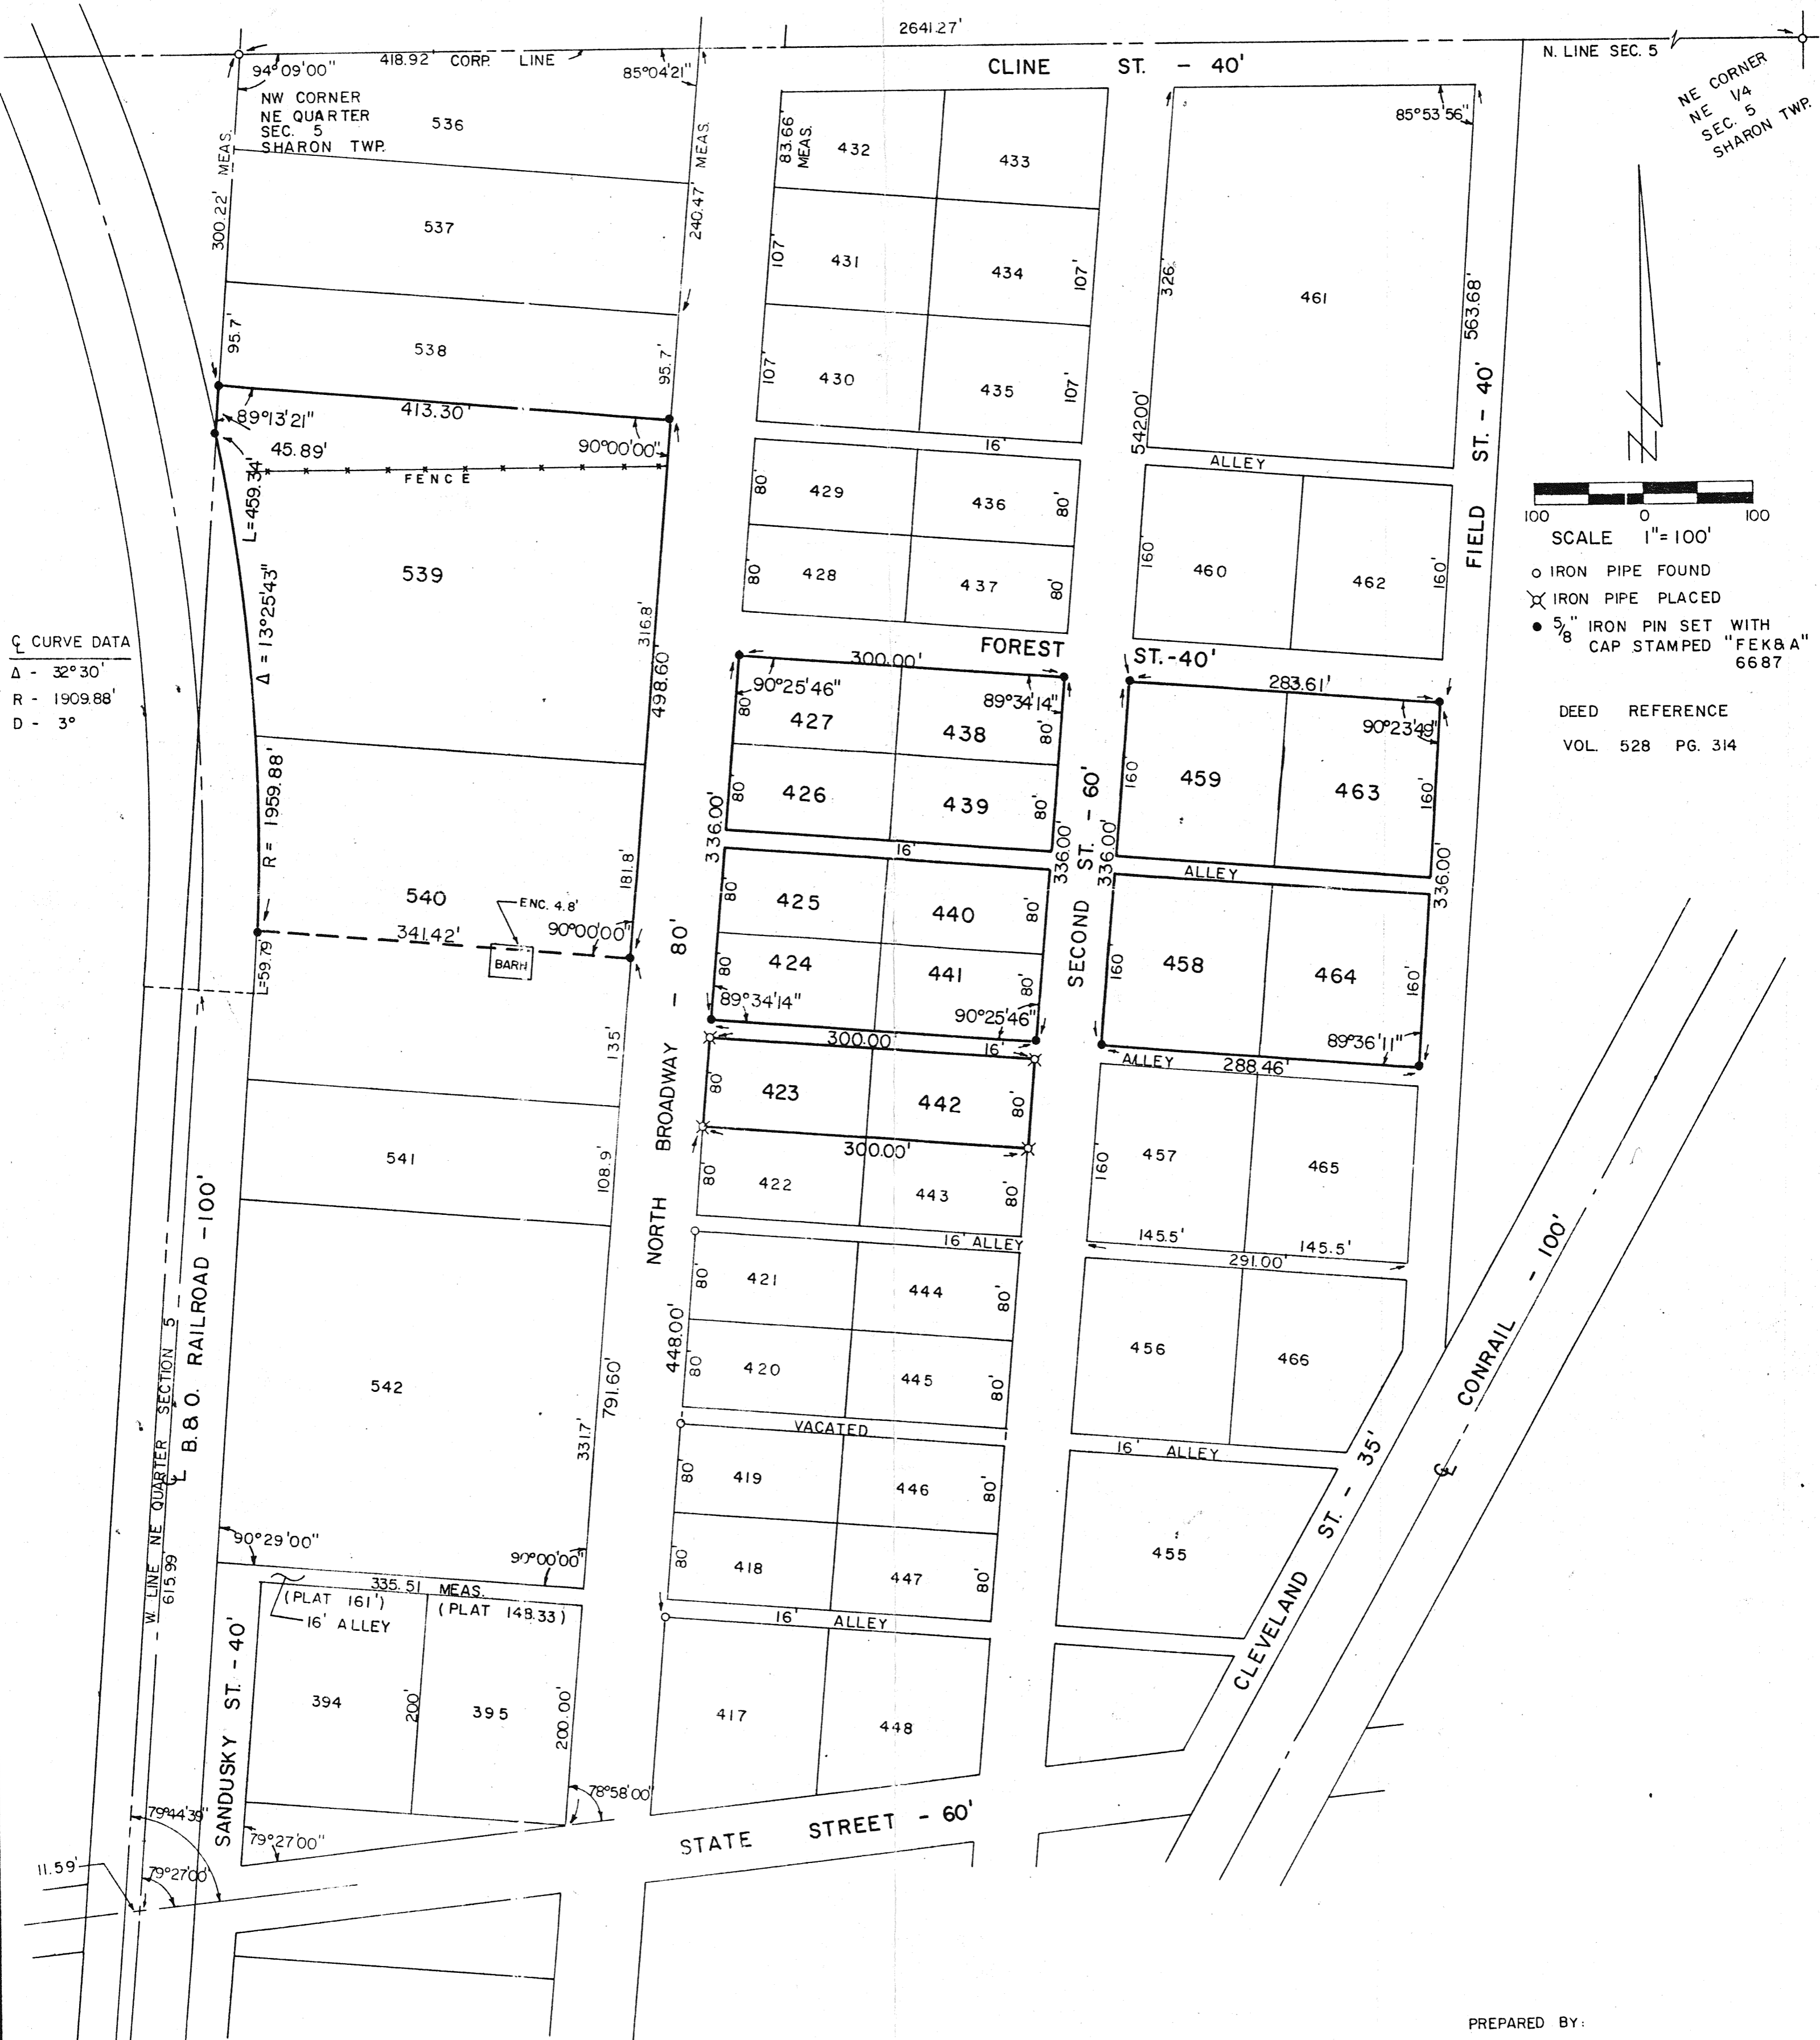 2641.27'
418.92' CORP. LINE
94°09'00"
85°04'21"
CLINE ST. - 40'
N. LINE SEC. 5
NE CORNER
NE 1/4
SEC. 5
SHARON TWP.
NW CORNER
NE QUARTER
SEC. 5
SHARON TWP.
85°53'56"
300.22' MEAS.
240.47' MEAS.
83.66'
MEAS.
536
432
433
537
431
434
107'
107'
326'
461
563.68'
95.7'
538
95.7'
430
435
107'
107'
542.00'
89°13'21"
413.30'
90°00'00"
45.89'
FENCE
16'
ALLEY
FIELD ST. - 40'
100 0 100
SCALE 1"=100'
IRON PIPE FOUND
IRON PIPE PLACED
5/8" IRON PIN SET WITH
CAP STAMPED "FEK&A"
6687
DEED REFERENCE
VOL. 528 PG. 314
L=459.34'
Δ = 13°25'43"
R = 1959.88'
539
316.8'
498.60'
80'
429
436
80'
80'
428
437
80'
160'
460
462
160'
℄ CURVE DATA
Δ - 32°30'
R - 1909.88'
D - 3°
FOREST ST.-40'
300.00'
283.61'
90°25'46"
89°34'14"
90°23'49"
80'
427
438
80'
80'
426
439
80'
160'
459
463
160'
336.00'
16'
336.00'
336.00'
ALLEY
336.00'
SECOND ST. - 60'
540
ENC. 4.8'
181.8'
341.42'
90°00'00"
BARN
L=59.79'
80'
425
440
80'
80'
424
441
80'
160'
458
464
160'
89°34'14"
90°25'46"
89°36'11"
300.00'
16'
ALLEY
288.46'
135'
NORTH BROADWAY - 80'
80'
423
442
80'
300.00'
541
108.9'
80'
422
443
80'
160'
457
465
145.5'
145.5'
291.00'
16' ALLEY
80'
421
444
80'
448.00'
80'
420
445
80'
456
466
B. & O. RAILROAD - 100'
℄
W. LINE NE QUARTER SECTION 5
615.99'
542
791.60'
331.7'
VACATED
80'
419
446
80'
80'
418
447
80'
16' ALLEY
455
CONRAIL - 100'
℄
CLEVELAND ST. - 35'
90°29'00"
90°00'00"
335.51 MEAS.
(PLAT 161')
(PLAT 148.33)
16' ALLEY
16' ALLEY
SANDUSKY ST. - 40'
394
200'
395
200.00'
417
448
78°58'00"
79°44'39"
79°27'00"
79°27'00"
11.59'
STATE STREET - 60'
PREPARED BY: